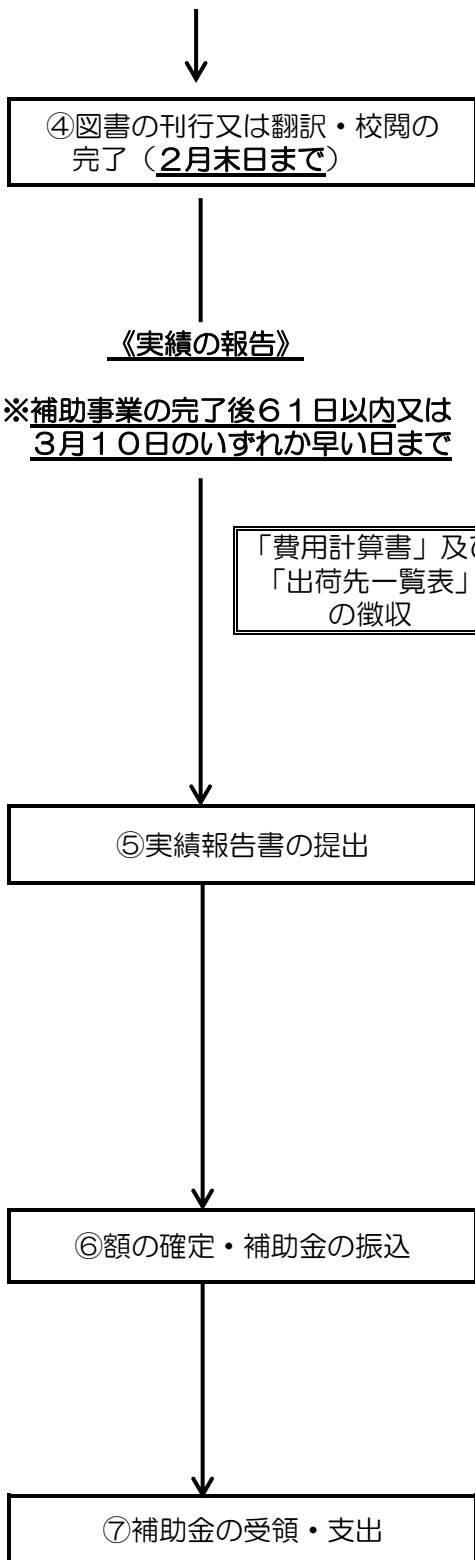 ④図書の刊行又は翻訳・校閲の
完了（２月末日まで）
《実績の報告》
※補助事業の完了後６１日以内又は
３月１０日のいずれか早い日まで
「費用計算書」及
「出荷先一覧表」
の徴収
⑤実績報告書の提出
⑥額の確定・補助金の振込
⑦補助金の受領・支出